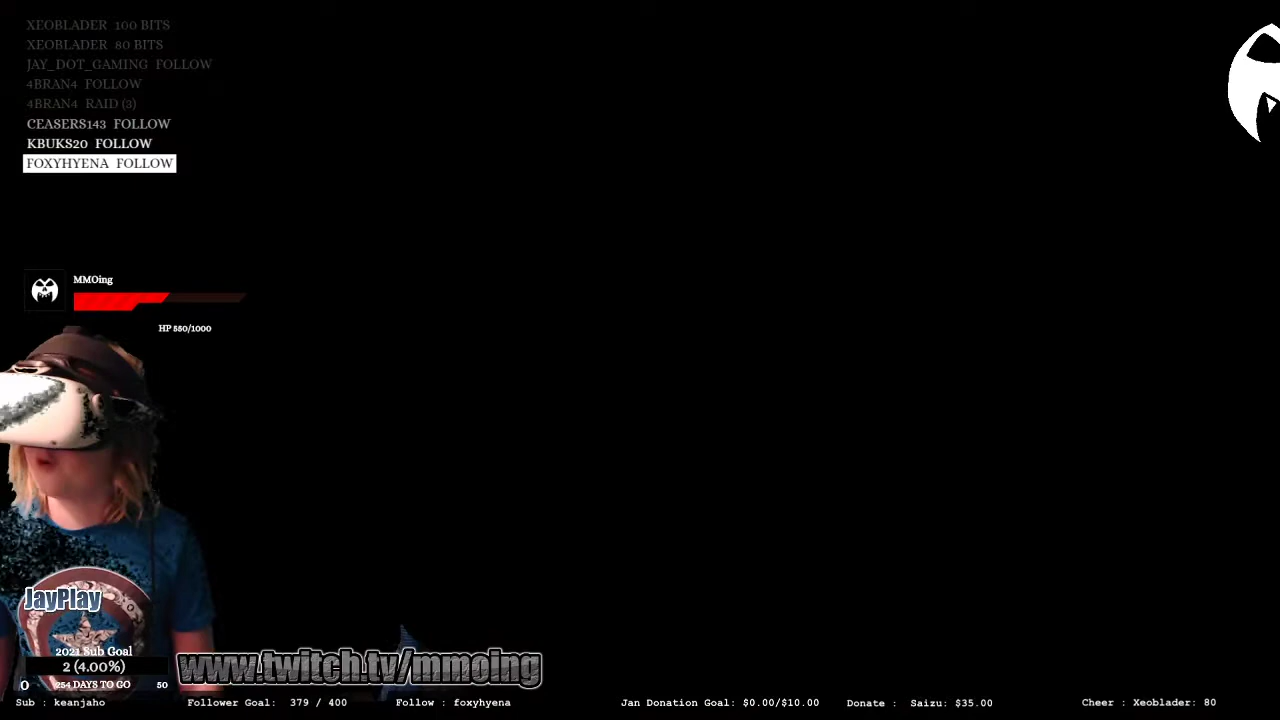 XEOBLADER 100 BITS
XEOBLADER 80 BITS
JAY_DOT_GAMING FOLLOW
4BRAN4 FOLLOW
4BRAN4 RAID (3)
CEASERS143 FOLLOW
KBUKS20 FOLLOW
FOXYHYENA FOLLOW
MMOing
HP 550/1000
JayPlay
2021 Sub Goal
2 (4.00%)
0 254 DAYS TO GO 50
www.twitch.tv/mmoing
Sub : keanjaho Follower Goal: 379 / 400 Follow : foxyhyena Jan Donation Goal: $0.00/$10.00 Donate : Saizu: $35.00 Cheer : Xeoblader: 80